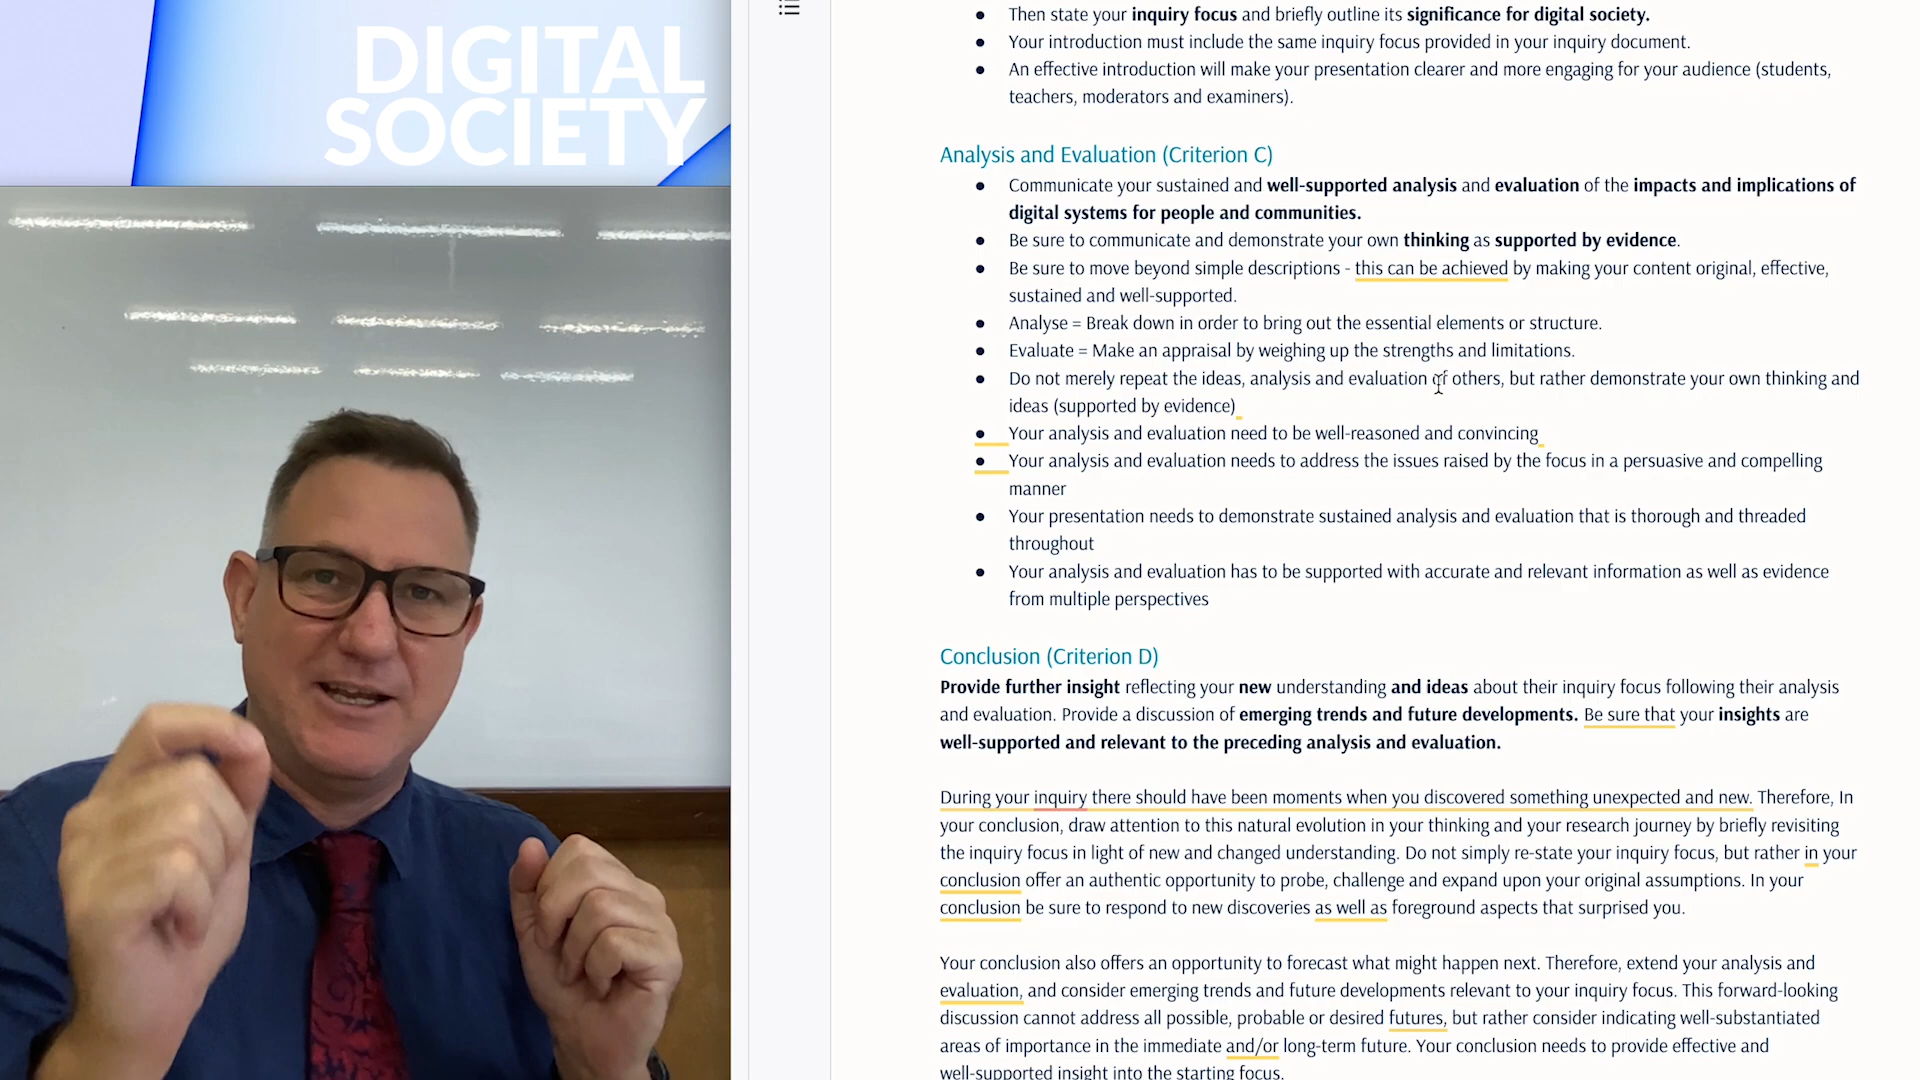 DIGITAL
SOCIETY
Then state your inquiry focus and briefly outline its significance for digital society.
Your introduction must include the same inquiry focus provided in your inquiry document.
An effective introduction will make your presentation clearer and more engaging for your audience (students,
teachers, moderators and examiners).
Analysis and Evaluation (Criterion C)
Communicate your sustained and well-supported analysis and evaluation of the impacts and implications of
digital systems for people and communities.
Be sure to communicate and demonstrate your own thinking as supported by evidence.
Be sure to move beyond simple descriptions - this can be achieved by making your content original, effective,
sustained and well-supported.
Analyse = Break down in order to bring out the essential elements or structure.
Evaluate = Make an appraisal by weighing up the strengths and limitations.
Do not merely repeat the ideas, analysis and evaluation of others, but rather demonstrate your own thinking and
ideas (supported by evidence)
Your analysis and evaluation need to be well-reasoned and convincing
Your analysis and evaluation needs to address the issues raised by the focus in a persuasive and compelling
manner
Your presentation needs to demonstrate sustained analysis and evaluation that is thorough and threaded
throughout
Your analysis and evaluation has to be supported with accurate and relevant information as well as evidence
from multiple perspectives
Conclusion (Criterion D)
Provide further insight reflecting your new understanding and ideas about their inquiry focus following their analysis
and evaluation. Provide a discussion of emerging trends and future developments. Be sure that your insights are
well-supported and relevant to the preceding analysis and evaluation.
During your inquiry there should have been moments when you discovered something unexpected and new. Therefore, In
your conclusion, draw attention to this natural evolution in your thinking and your research journey by briefly revisiting
the inquiry focus in light of new and changed understanding. Do not simply re-state your inquiry focus, but rather in your
conclusion offer an authentic opportunity to probe, challenge and expand upon your original assumptions. In your
conclusion be sure to respond to new discoveries as well as foreground aspects that surprised you.
Your conclusion also offers an opportunity to forecast what might happen next. Therefore, extend your analysis and
evaluation, and consider emerging trends and future developments relevant to your inquiry focus. This forward-looking
discussion cannot address all possible, probable or desired futures, but rather consider indicating well-substantiated
areas of importance in the immediate and/or long-term future. Your conclusion needs to provide effective and
well-supported insight into the starting focus.